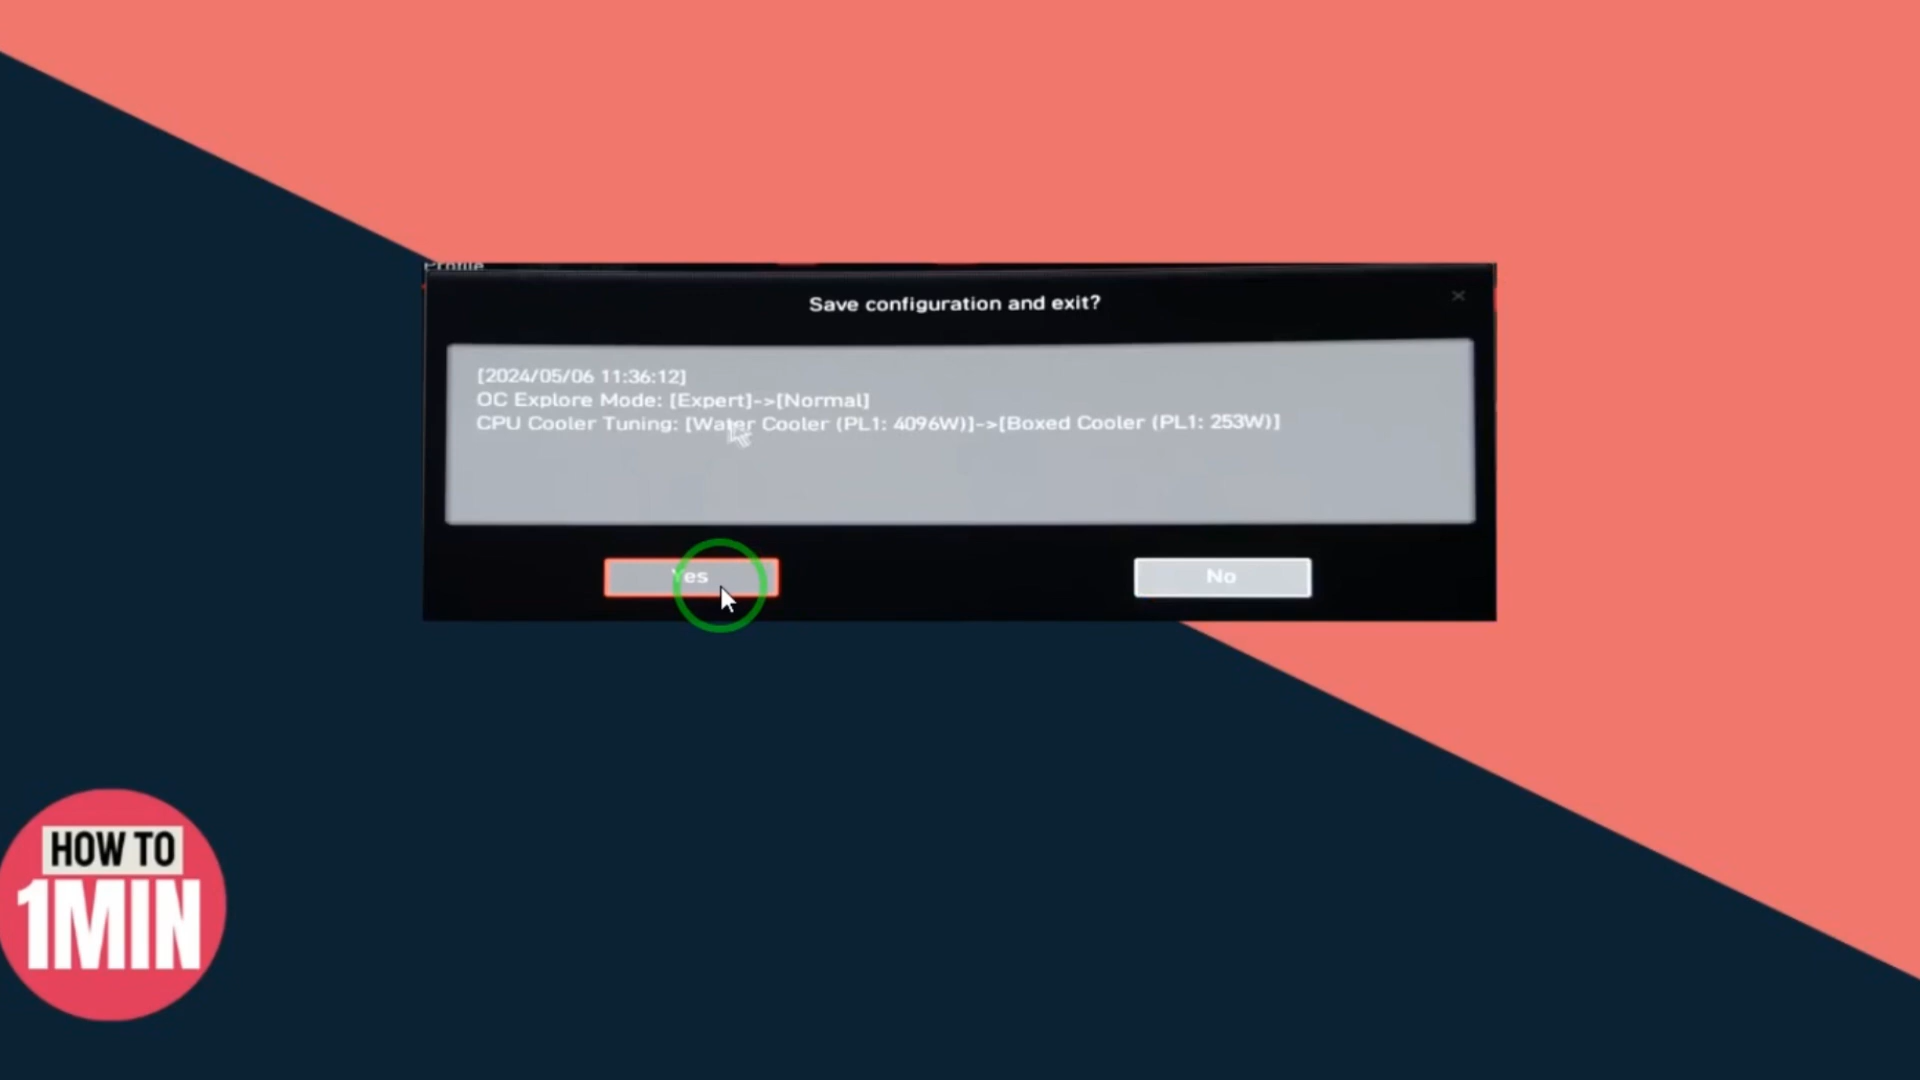 Profile
Save configuration and exit?
[2024/05/06 11:36:12]
OC Explore Mode: [Expert]->[Normal]
CPU Cooler Tuning: [Water Cooler (PL1: 4096W)]->[Boxed Cooler (PL1: 253W)]
Yes
No
HOW TO
1MIN